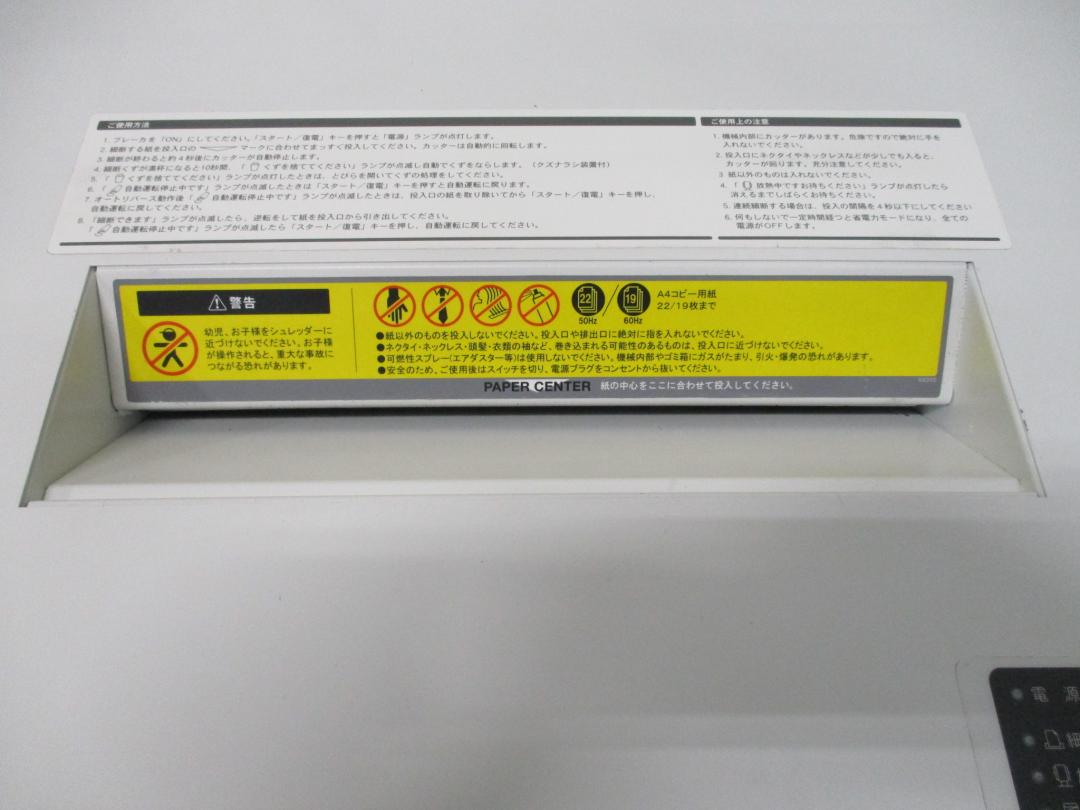 ご使用方法
1. ブレーカを「ON」にしてください。「スタート／復電」キーを押すと「電源」ランプが点灯します。
2. 細断する紙を投入口の マークに合わせてまっすぐ投入してください。カッターは自動的に回転します。
3. 細断が終わると約4秒後にカッターが自動停止します。
4. 細断くずが満杯になると10秒間、「くずを捨ててください」ランプが点滅し自動でくずをならします。（クズナラシ装置付）
5. 「くずを捨ててください」ランプが点灯したときは、とびらを開いてくずの処理をしてください。
6. 「自動運転停止中です」ランプが点滅したときは「スタート／復電」キーを押すと自動運転に戻ります。
7. オートリバース動作後「自動運転停止中です」ランプが点滅したときは、投入口の紙を取り除いてから「スタート／復電」キーを押し、
自動運転に戻してください。
8. 「細断できます」ランプが点滅したら、逆転をして紙を投入口から引き出してください。
「自動運転停止中です」ランプが点滅したら「スタート／復電」キーを押し、自動運転に戻してください。
ご使用上の注意
1. 機械内部にカッターがあります。危険ですので絶対に手を
入れないでください。
2. 投入口にネクタイやネックレスなどが少しでも入ると、
カッターが回ります。充分注意してください。
3 紙以外のものは入れないでください。
4. 「放熱中ですお待ちください」ランプが点灯したら
消えるまでしばらくお待ちください。
5. 連続細断する場合は、投入の間隔を4秒以下にしてください
6. 何もしないで一定時間経つと省電力モードになり、全ての
電源がOFFします。
警告
幼児、お子様をシュレッダーに
近づけないでください。お子様
が操作されると、重大な事故に
つながる恐れがあります。
22 / 19
50Hz 60Hz
A4コピー用紙
22/19枚まで
●紙以外のものを投入しないでください。投入口や排出口に絶対に指を入れないでください。
●ネクタイ・ネックレス・頭髪・衣類の袖など、巻き込まれる可能性のあるものは、投入口に近づけないでください。
●可燃性スプレー(エアダスター等)は使用しないでください。機械内部やゴミ箱にガスがたまり、引火・爆発の恐れがあります。
●安全のため、ご使用後はスイッチを切り、電源プラグをコンセントから抜いてください。
PAPER CENTER 紙の中心をここに合わせて投入してください。
電 源
細